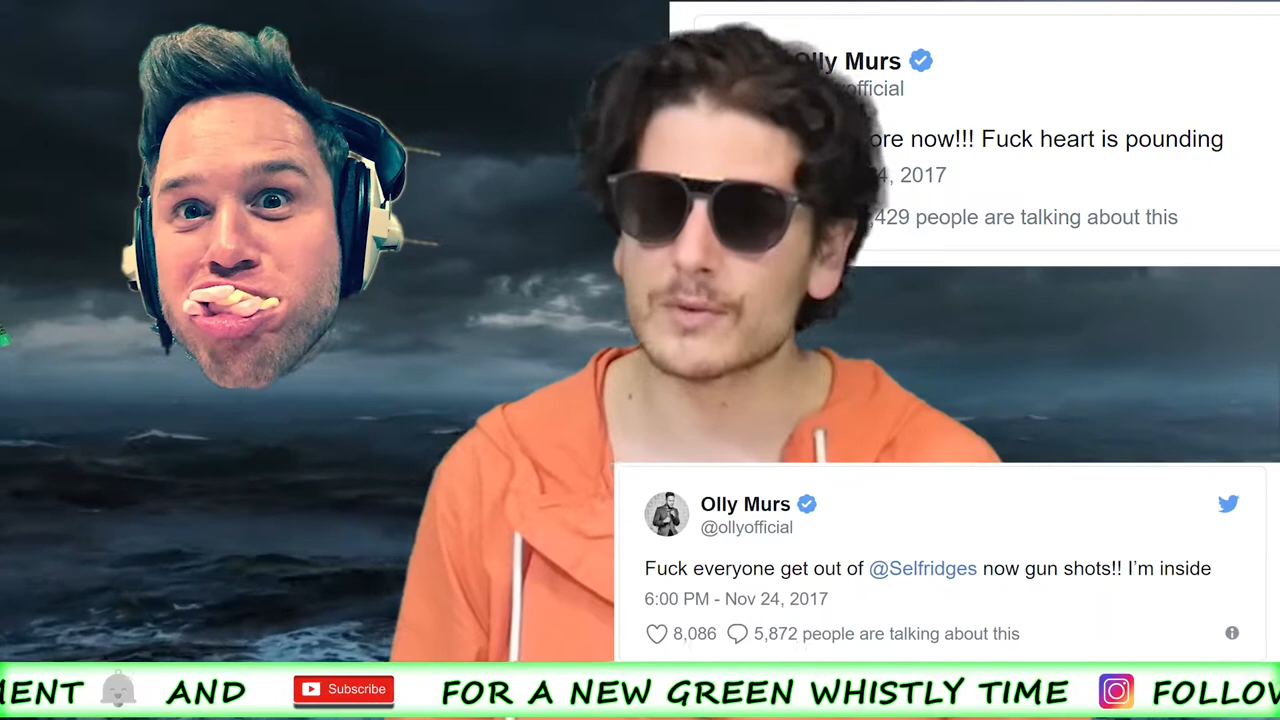 Olly Murs
official
ore now!!! Fuck heart is pounding
4, 2017
,429 people are talking about this
Olly Murs
@ollyofficial
Fuck everyone get out of @Selfridges now gun shots!! I'm inside
6:00 PM - Nov 24, 2017
8,086 5,872 people are talking about this
MENT AND Subscribe FOR A NEW GREEN WHISTLY TIME FOLLOW